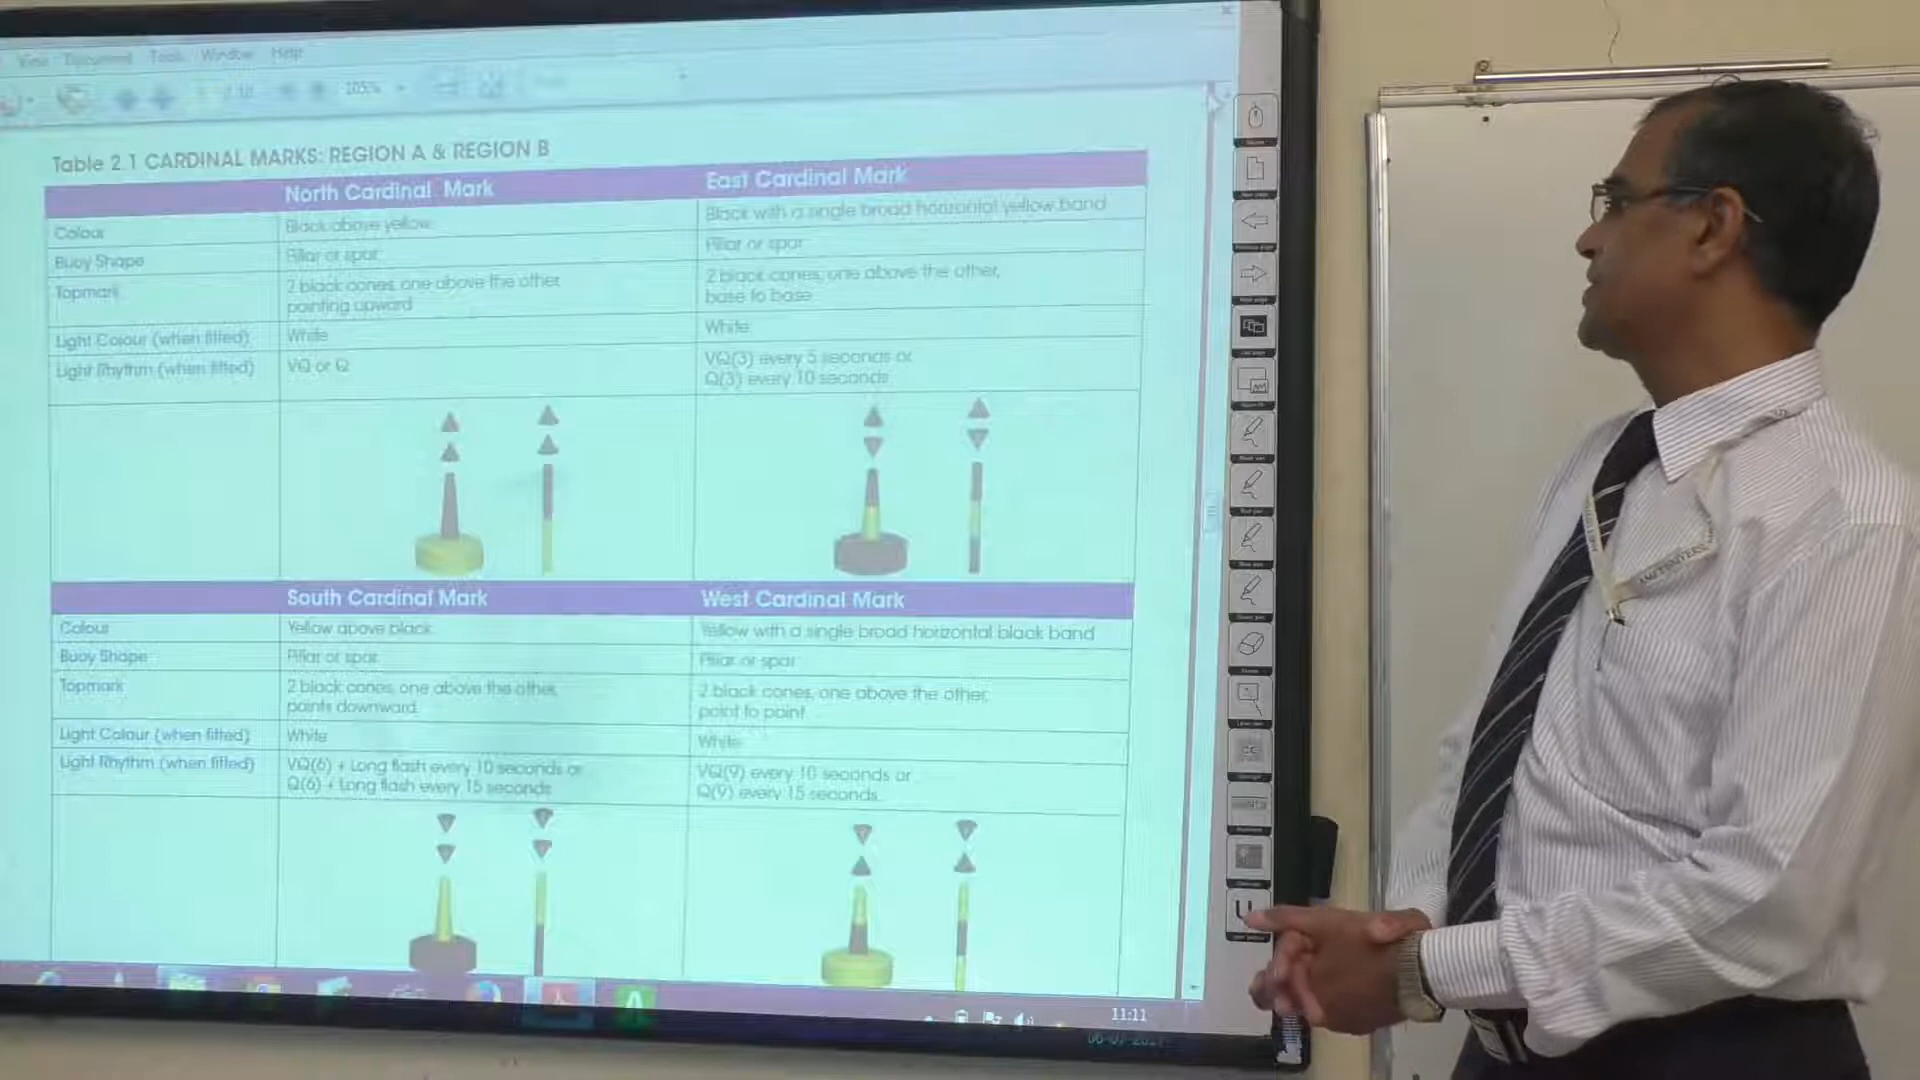 View Document Tools Window Help
105%
Table 2.1 CARDINAL MARKS: REGION A & REGION B
North Cardinal Mark East Cardinal Mark
Colour Black above yellow Black with a single broad horizontal yellow band
Buoy Shape Pillar or spar Pillar or spar
Topmark 2 black cones, one above the other, 2 black cones, one above the other,
pointing upward base to base
Light Colour (when fitted) White White
Light Rhythm (when fitted) VQ or Q VQ(3) every 5 seconds or
Q(3) every 10 seconds
South Cardinal Mark West Cardinal Mark
Colour Yellow above black Yellow with a single broad horizontal black band
Buoy Shape Pillar or spar Pillar or spar
Topmark 2 black cones, one above the other, 2 black cones, one above the other,
points downward point to point
Light Colour (when fitted) White White
Light Rhythm (when fitted) VQ(6) + Long flash every 10 seconds or VQ(9) every 10 seconds or
Q(6) + Long flash every 15 seconds Q(9) every 15 seconds
11:11